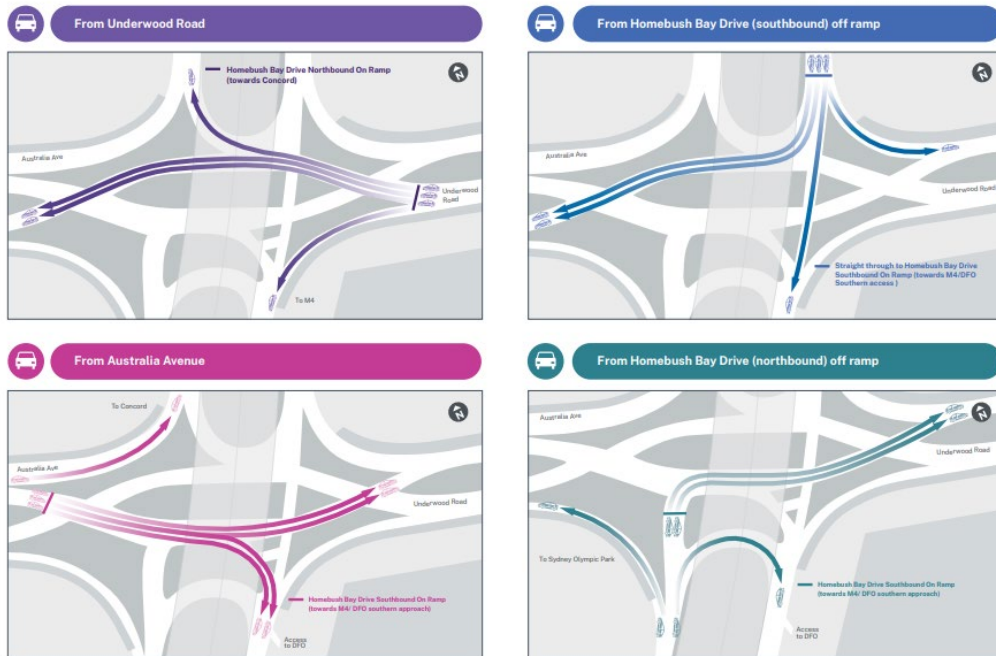 From Underwood Road
Homebush Bay Drive Northbound On Ramp
(towards Concord)
N
Australia Ave
Underwood
Road
To M4
From Homebush Bay Drive (southbound) off ramp
N
Australia Ave
Underwood Road
Straight through to Homebush Bay Drive
Southbound On Ramp (towards M4/DFO
Southern access )
From Australia Avenue
To Concord
N
Australia Ave
Underwood Road
Homebush Bay Drive Southbound On Ramp
(towards M4/ DFO southern approach)
Access
to DFO
From Homebush Bay Drive (northbound) off ramp
N
Australia Ave
Underwood Road
To Sydney Olympic Park
Homebush Bay Drive Southbound On Ramp
(towards M4/ DFO southern approach)
Access
to DFO